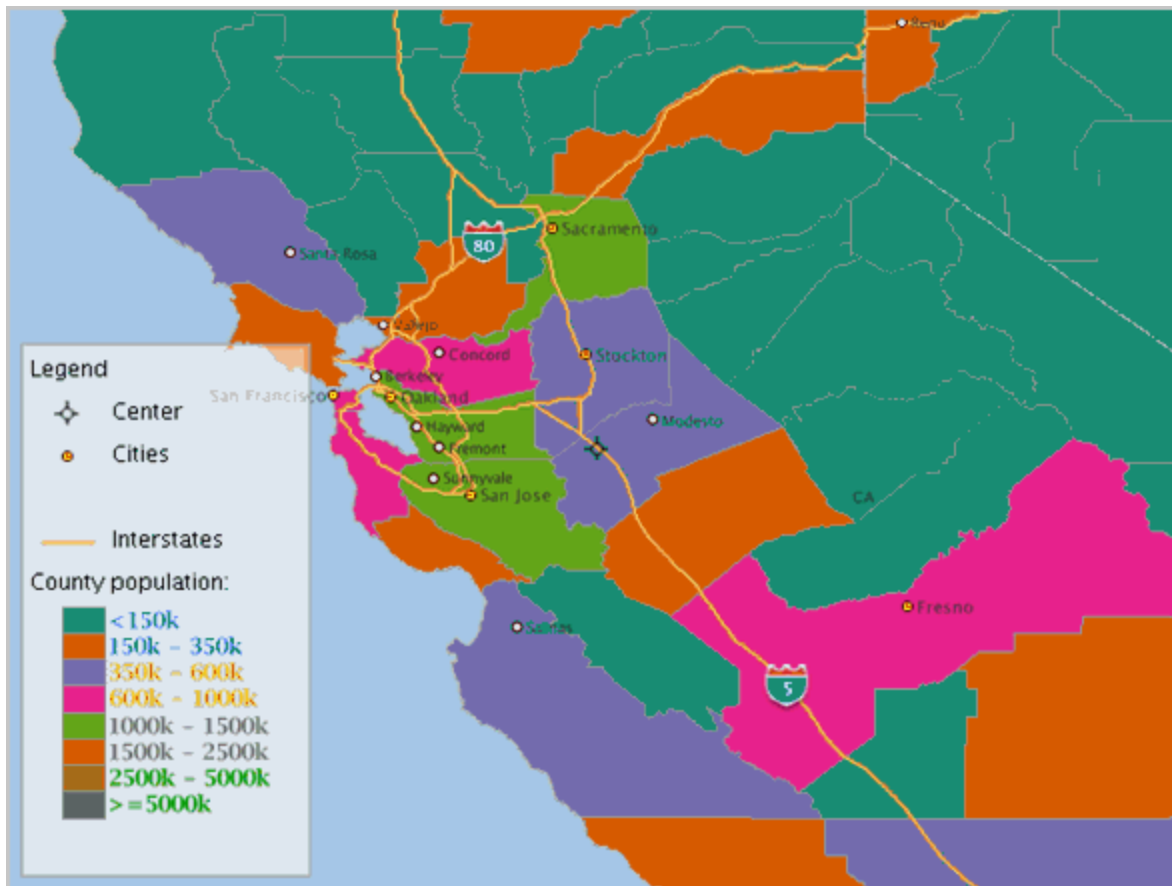 Reno
Sacramento
80
Santa Rosa
Vallejo
Concord
Stockton
Berkeley
San Francisco
Oakland
Hayward
Modesto
Fremont
Sunnyvale
San Jose
CA
Fresno
Salinas
5
Legend
Center
Cities
Interstates
County population:
<150k
150k - 350k
350k - 600k
600k - 1000k
1000k - 1500k
1500k - 2500k
2500k - 5000k
>=5000k